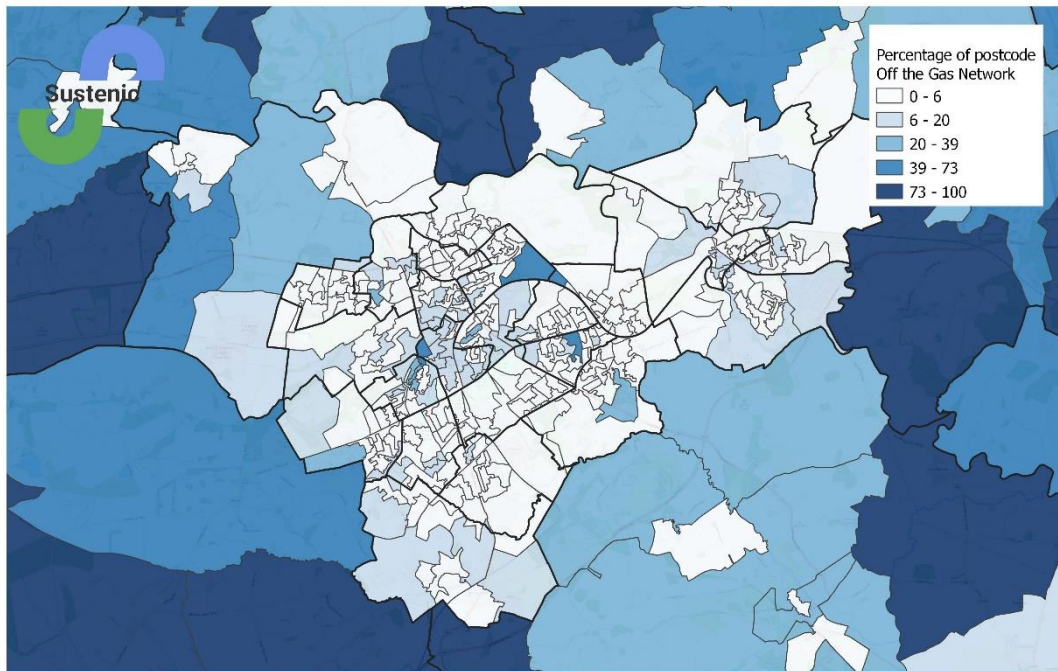 Sustenio
Percentage of postcode
Off the Gas Network
0 - 6
6 - 20
20 - 39
39 - 73
73 - 100